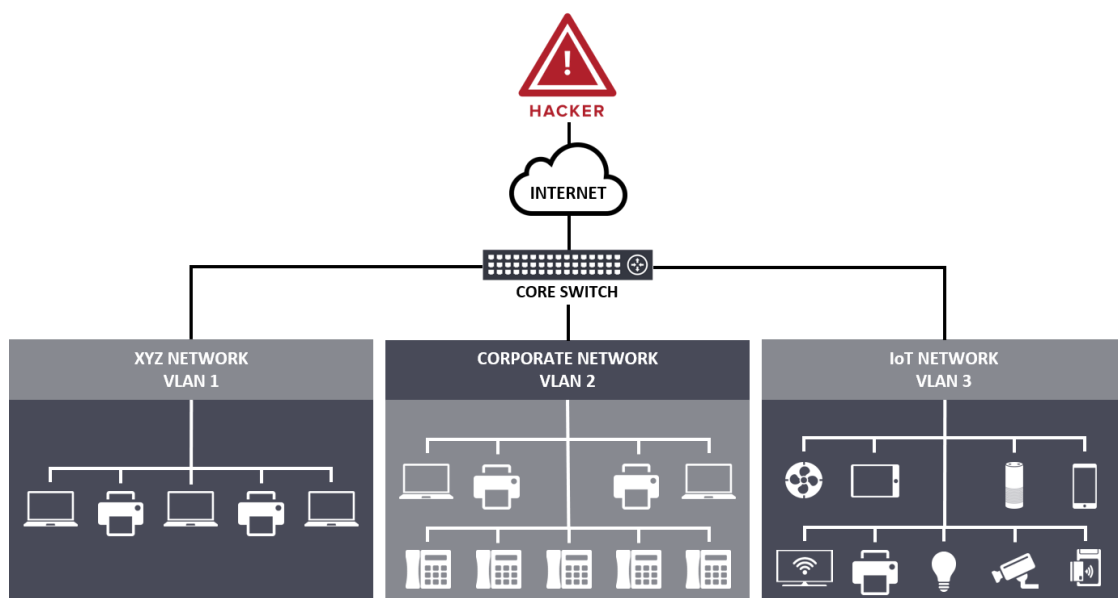 !
HACKER
INTERNET
CORE SWITCH
XYZ NETWORK
VLAN 1
CORPORATE NETWORK
VLAN 2
IoT NETWORK
VLAN 3